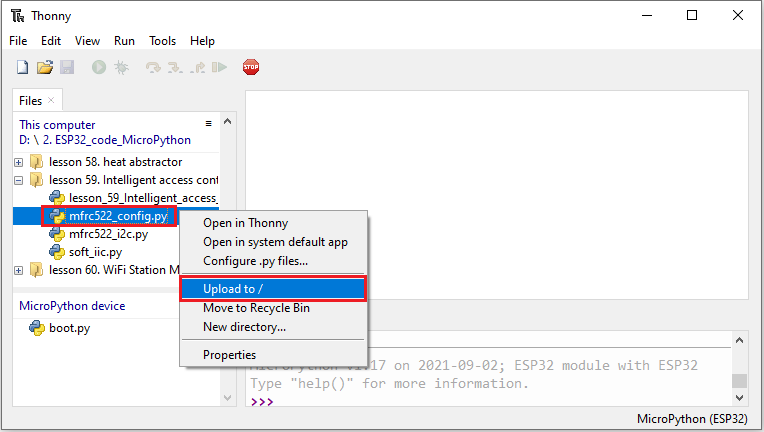 Thonny
File Edit View Run Tools Help
STOP
Files
This computer
D: \ 2. ESP32_code_MicroPython
lesson 58. heat abstractor
lesson 59. Intelligent access cont
lesson_59_Intelligent_access_
mfrc522_config.py
mfrc522_i2c.py
soft_iic.py
lesson 60. WiFi Station M
Open in Thonny
Open in system default app
Configure .py files...
Upload to /
Move to Recycle Bin
New directory...
Properties
MicroPython device
boot.py
MicroPython v1.17 on 2021-09-02; ESP32 module with ESP32
Type "help()" for more information.
>>>
MicroPython (ESP32)